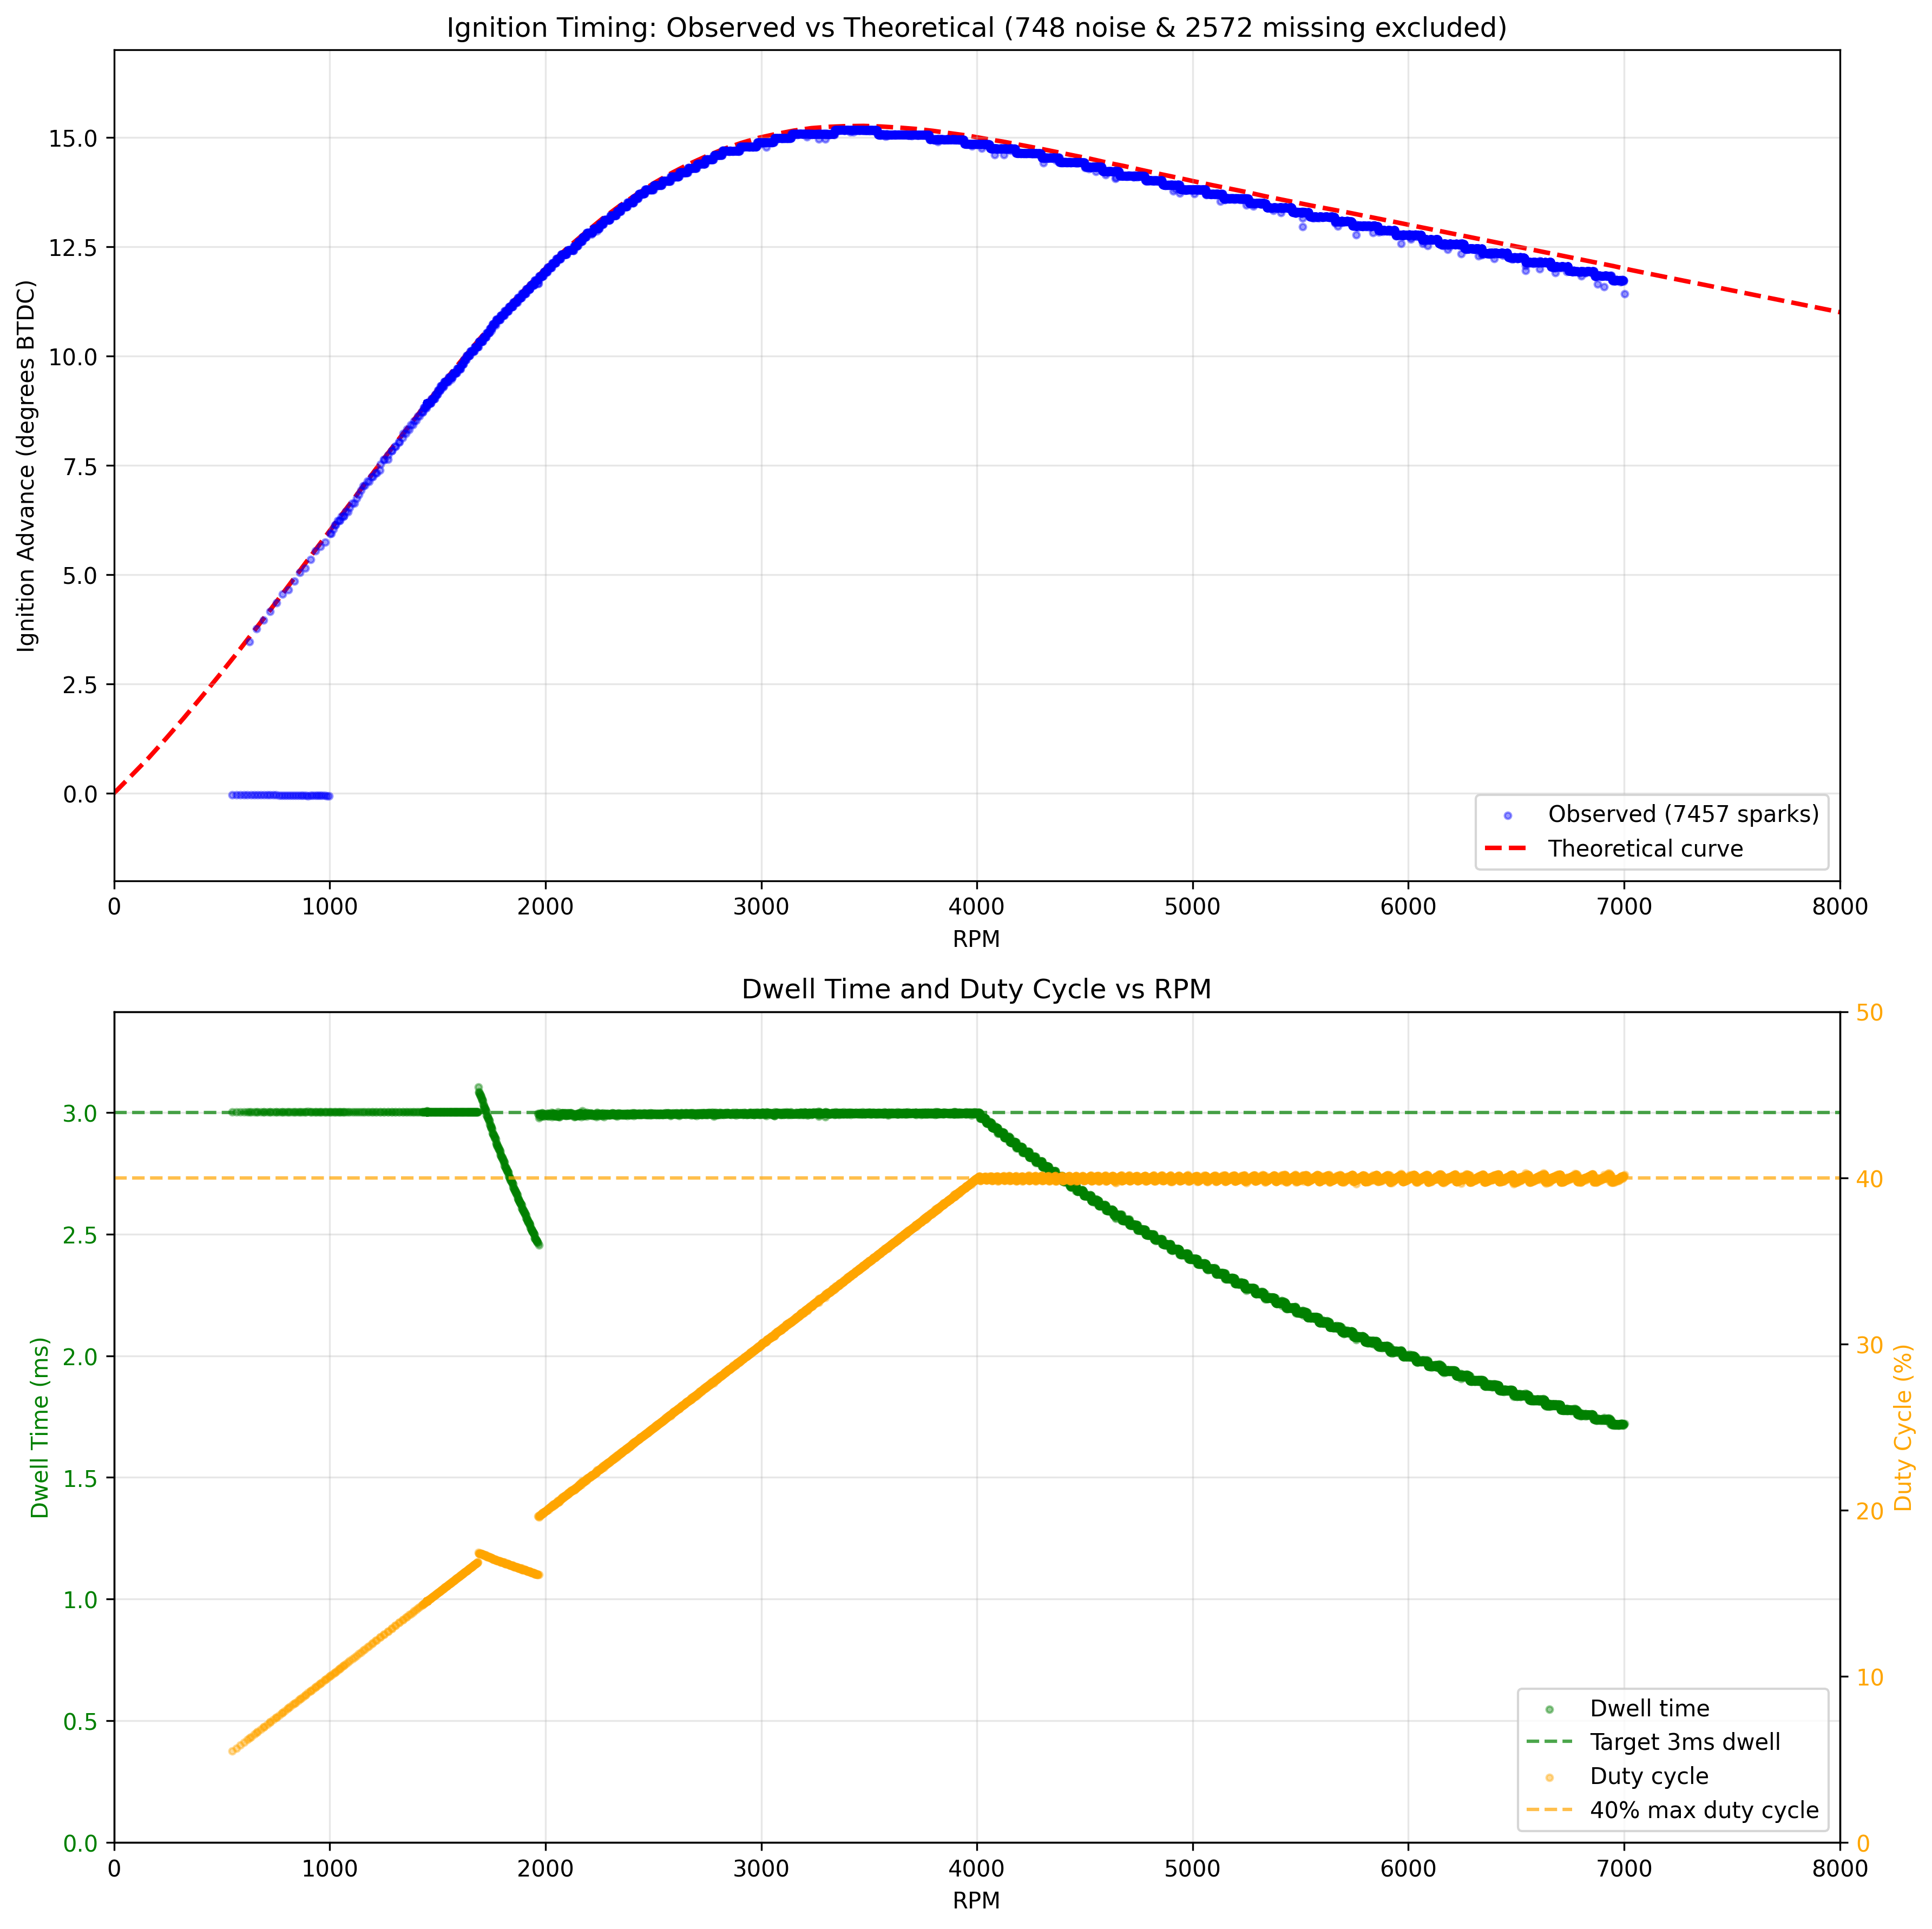 Ignition Timing: Observed vs Theoretical (748 noise & 2572 missing excluded)
Ignition Advance (degrees BTDC)
15.0
12.5
10.0
7.5
5.0
2.5
0.0
Observed (7457 sparks)
Theoretical curve
0 1000 2000 3000 4000 5000 6000 7000 8000
RPM
Dwell Time and Duty Cycle vs RPM
Dwell Time (ms)
3.0
2.5
2.0
1.5
1.0
0.5
0.0
50
40
30
20
10
0
Duty Cycle (%)
Dwell time
Target 3ms dwell
Duty cycle
40% max duty cycle
0 1000 2000 3000 4000 5000 6000 7000 8000
RPM